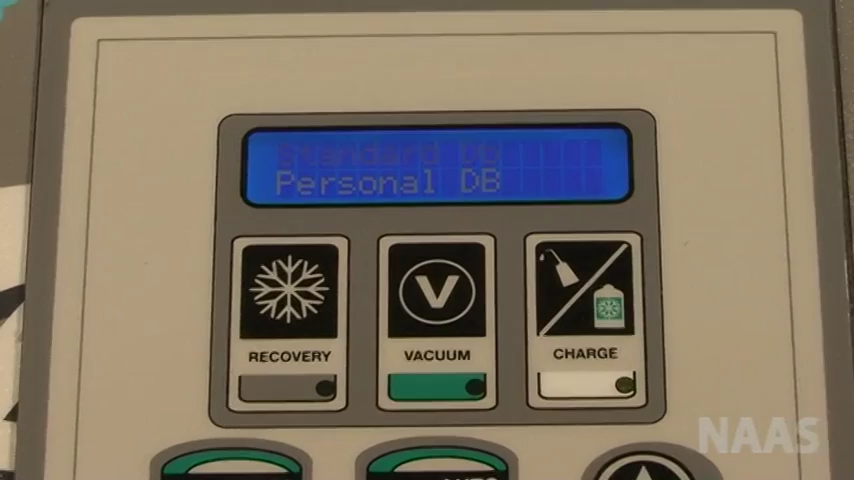 Standard DB
Personal DB
V
RECOVERY
VACUUM
CHARGE
NAAS